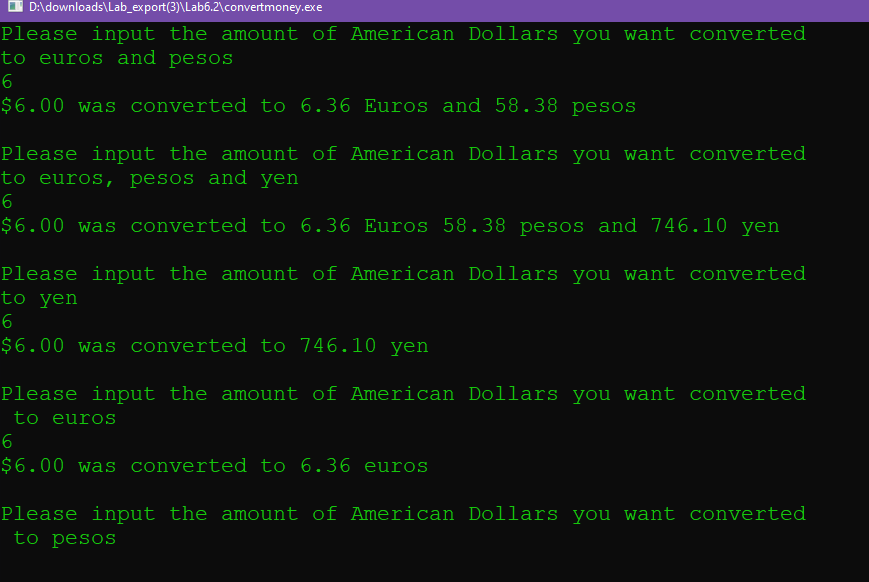 D:\downloads\Lab_export(3)\Lab6.2\convertmoney.exe
Please input the amount of American Dollars you want converted
to euros and pesos
6
$6.00 was converted to 6.36 Euros and 58.38 pesos
Please input the amount of American Dollars you want converted
to euros, pesos and yen
6
$6.00 was converted to 6.36 Euros 58.38 pesos and 746.10 yen
Please input the amount of American Dollars you want converted
to yen
6
$6.00 was converted to 746.10 yen
Please input the amount of American Dollars you want converted
 to euros
6
$6.00 was converted to 6.36 euros
Please input the amount of American Dollars you want converted
 to pesos